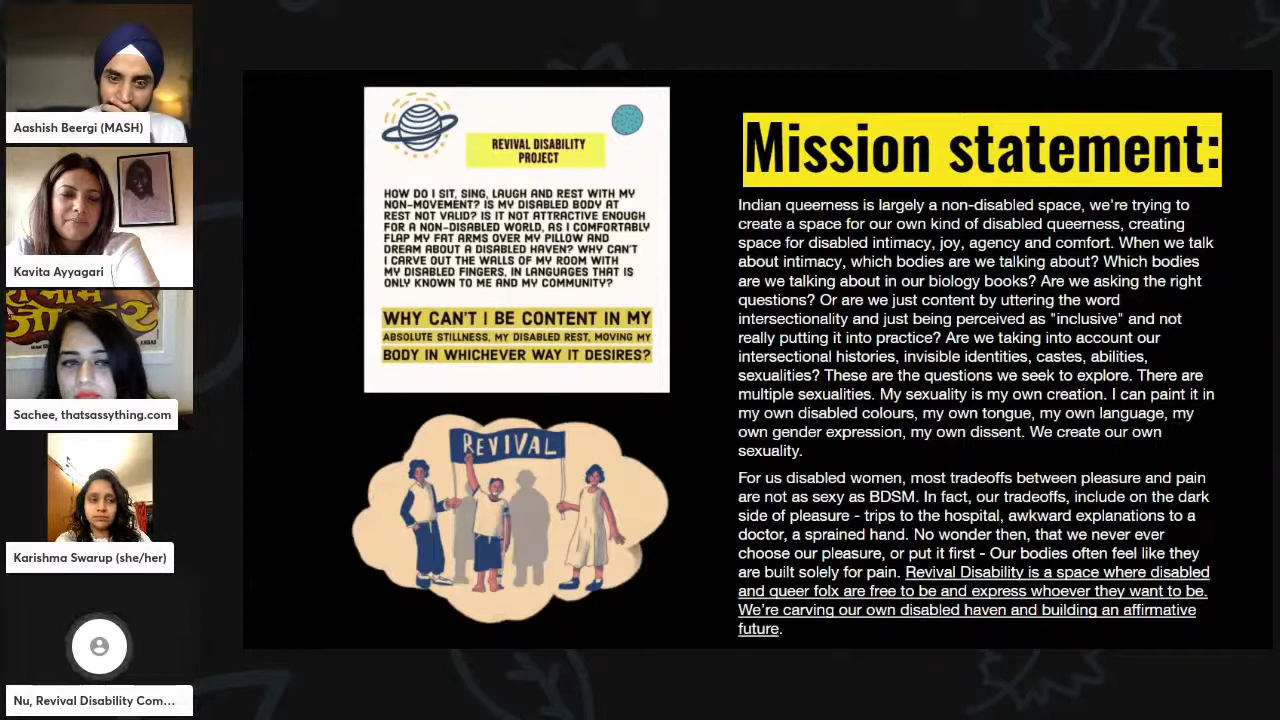 Aashish Beergi (MASH)
Kavita Ayyagari
Sachee, thatsassything.com
Karishma Swarup (she/her)
Nu, Revival Disability Com...
REVIVAL DISABILITY
PROJECT
HOW DO I SIT, SING, LAUGH AND REST WITH MY
NON-MOVEMENT? IS MY DISABLED BODY AT
REST NOT VALID? IS IT NOT ATTRACTIVE ENOUGH
FOR A NON-DISABLED WORLD, AS I COMFORTABLY
FLAP MY FAT ARMS OVER MY PILLOW AND
DREAM ABOUT A DISABLED HAVEN? WHY CAN'T
I CARVE OUT THE WALLS OF MY ROOM WITH
MY DISABLED FINGERS, IN LANGUAGES THAT IS
ONLY KNOWN TO ME AND MY COMMUNITY?
WHY CAN'T I BE CONTENT IN MY
ABSOLUTE STILLNESS, MY DISABLED REST, MOVING MY
BODY IN WHICHEVER WAY IT DESIRES?
REVIVAL
Mission statement:
Indian queerness is largely a non-disabled space, we're trying to
create a space for our own kind of disabled queerness, creating
space for disabled intimacy, joy, agency and comfort. When we talk
about intimacy, which bodies are we talking about? Which bodies
are we talking about in our biology books? Are we asking the right
questions? Or are we just content by uttering the word
intersectionality and just being perceived as "inclusive" and not
really putting it into practice? Are we taking into account our
intersectional histories, invisible identities, castes, abilities,
sexualities? These are the questions we seek to explore. There are
multiple sexualities. My sexuality is my own creation. I can paint it in
my own disabled colours, my own tongue, my own language, my
own gender expression, my own dissent. We create our own
sexuality.
For us disabled women, most tradeoffs between pleasure and pain
are not as sexy as BDSM. In fact, our tradeoffs, include on the dark
side of pleasure - trips to the hospital, awkward explanations to a
doctor, a sprained hand. No wonder then, that we never ever
choose our pleasure, or put it first - Our bodies often feel like they
are built solely for pain. Revival Disability is a space where disabled
and queer folx are free to be and express whoever they want to be.
We're carving our own disabled haven and building an affirmative
future.